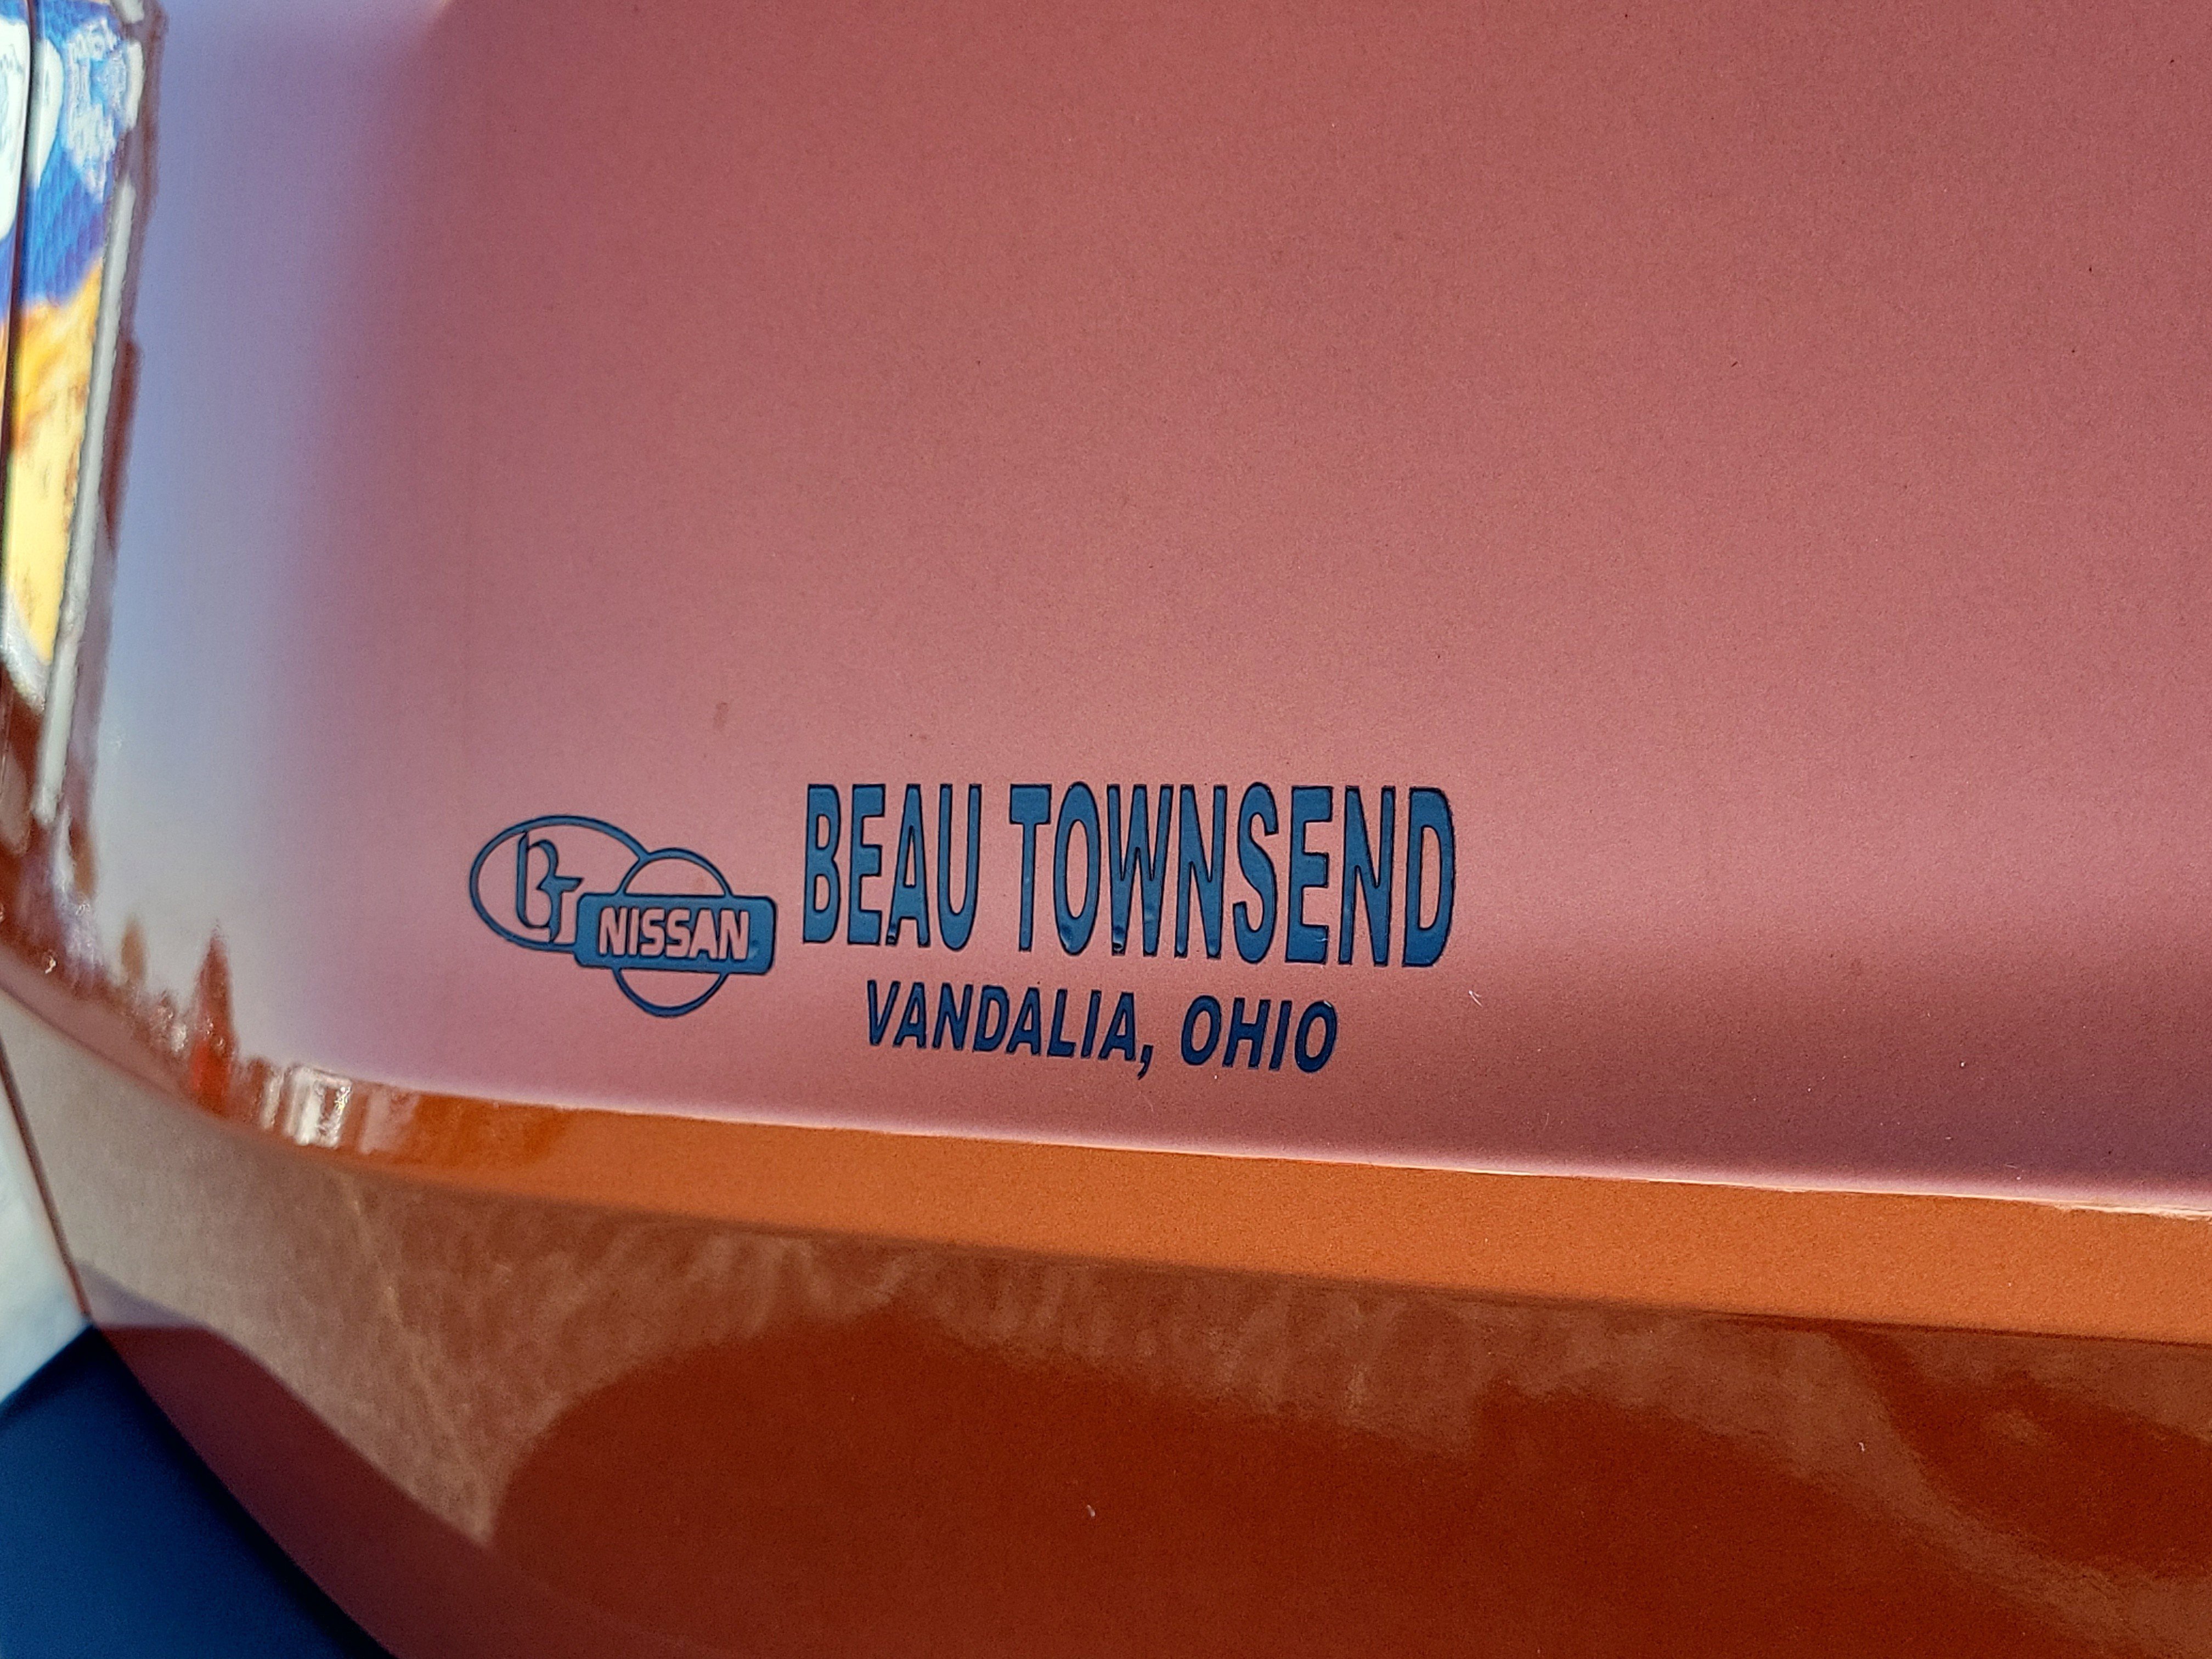 BT NISSAN BEAU TOWNSEND
VANDALIA, OHIO